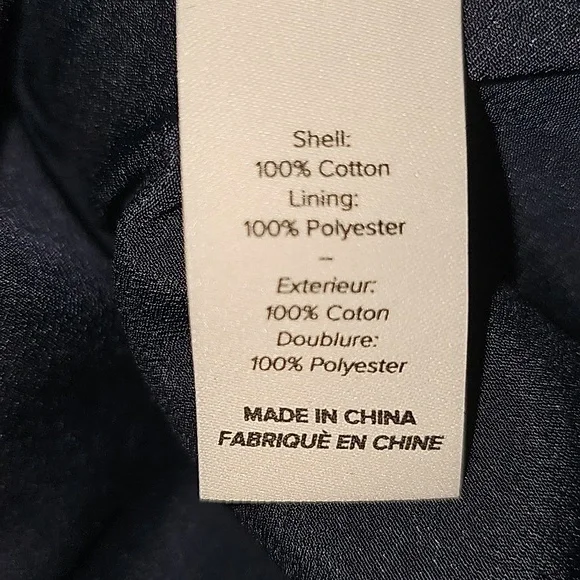 Shell:
100% Cotton
Lining:
100% Polyester
–
Exterieur:
100% Coton
Doublure:
100% Polyester
MADE IN CHINA
FABRIQUÈ EN CHINE